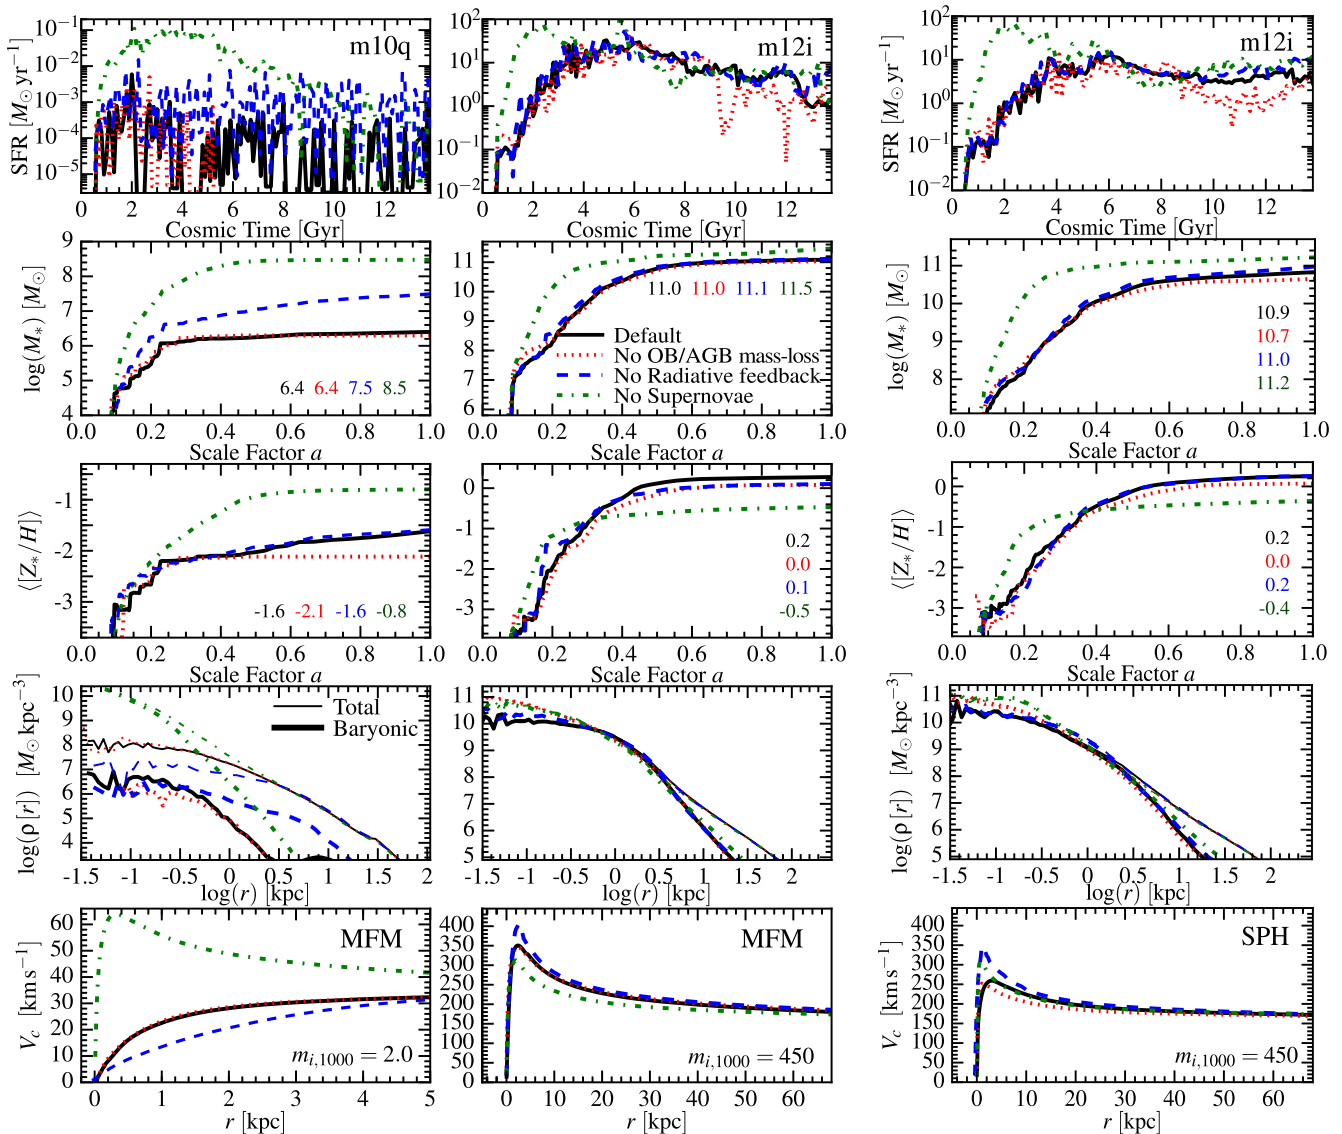 m10q
10^{-1}
10^{-2}
10^{-3}
10^{-4}
10^{-5}
SFR [M_⊙ yr^{−1}]
0 2 4 6 8 10 12
Cosmic Time [Gyr]
m12i
10^2
10^1
10^0
10^{-1}
10^{-2}
0 2 4 6 8 10 12
Cosmic Time [Gyr]
m12i
10^2
10^1
10^0
10^{-1}
10^{-2}
SFR [M_⊙ yr^{−1}]
0 2 4 6 8 10 12
Cosmic Time [Gyr]
9
8
7
6
5
4
log(M_*) [M_⊙]
6.4 6.4 7.5 8.5
0.0 0.2 0.4 0.6 0.8 1.0
Scale Factor a
11
10
9
8
7
6
11.0 11.0 11.1 11.5
Default
No OB/AGB mass-loss
No Radiative feedback
No Supernovae
0.0 0.2 0.4 0.6 0.8 1.0
Scale Factor a
11
10
9
8
log(M_*) [M_⊙]
10.9
10.7
11.0
11.2
0.0 0.2 0.4 0.6 0.8 1.0
Scale Factor a
-1
-2
-3
⟨[Z_*/H]⟩
-1.6 -2.1 -1.6 -0.8
0.0 0.2 0.4 0.6 0.8 1.0
Scale Factor a
0
-1
-2
-3
0.2
0.0
0.1
-0.5
0.0 0.2 0.4 0.6 0.8 1.0
Scale Factor a
0
-1
-2
-3
⟨[Z_*/H]⟩
0.2
0.0
0.2
-0.4
0.0 0.2 0.4 0.6 0.8 1.0
Scale Factor a
10
9
8
7
6
5
4
log(ρ[r]) [M_⊙ kpc^{−3}]
Total
Baryonic
-1.5 -1 -0.5 0 0.5 1 1.5 2
log(r) [kpc]
11
10
9
8
7
6
5
-1.5 -1 -0.5 0 0.5 1 1.5 2
log(r) [kpc]
11
10
9
8
7
6
5
log(ρ[r]) [M_⊙ kpc^{−3}]
-1.5 -1 -0.5 0 0.5 1 1.5 2
log(r) [kpc]
60
50
40
30
20
10
0
V_c [km s^{−1}]
MFM
m_{i,1000} = 2.0
0 1 2 3 4 5
r [kpc]
400
350
300
250
200
150
100
50
0
MFM
m_{i,1000} = 450
0 10 20 30 40 50 60
r [kpc]
400
350
300
250
200
150
100
50
0
V_c [km s^{−1}]
SPH
m_{i,1000} = 450
0 10 20 30 40 50 60
r [kpc]